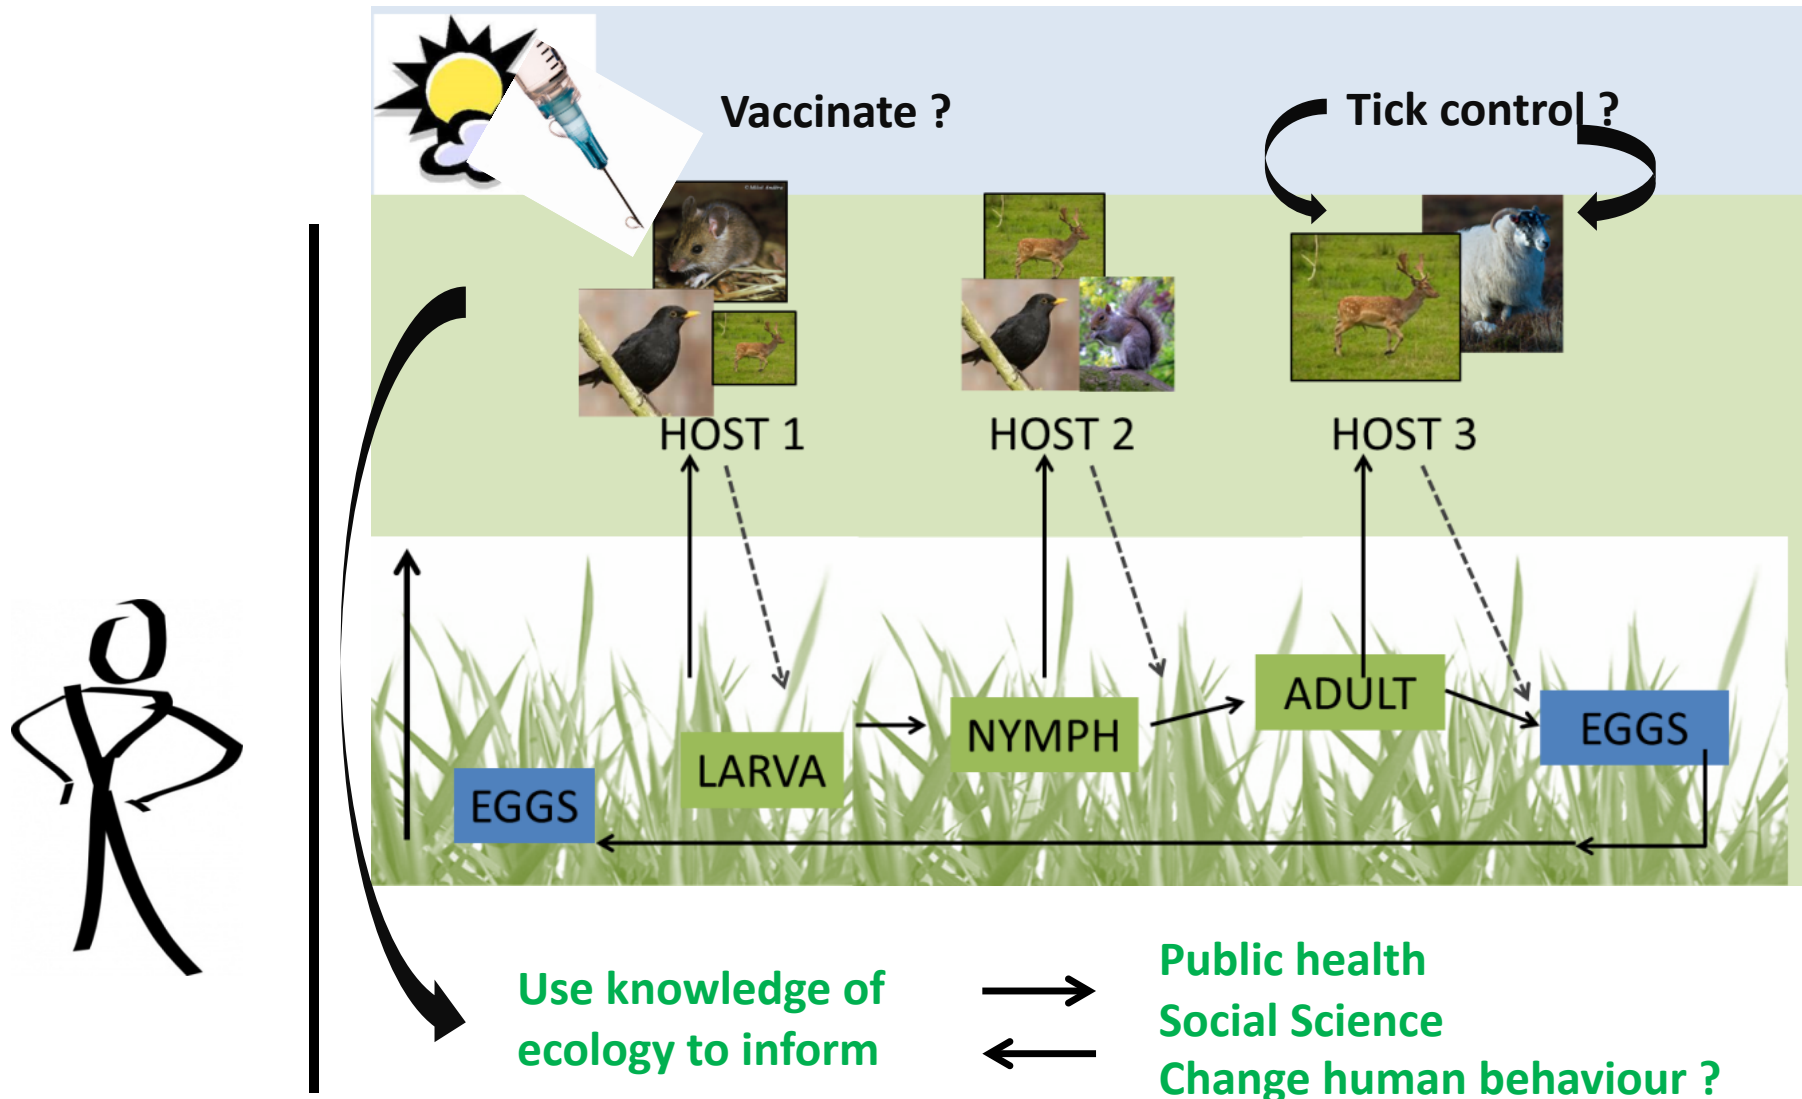 Vaccinate ?
Tick control ?
HOST 1
HOST 2
HOST 3
ADULT
EGGS
NYMPH
LARVA
EGGS
Use knowledge of
ecology to inform
Public health
Social Science
Change human behaviour ?